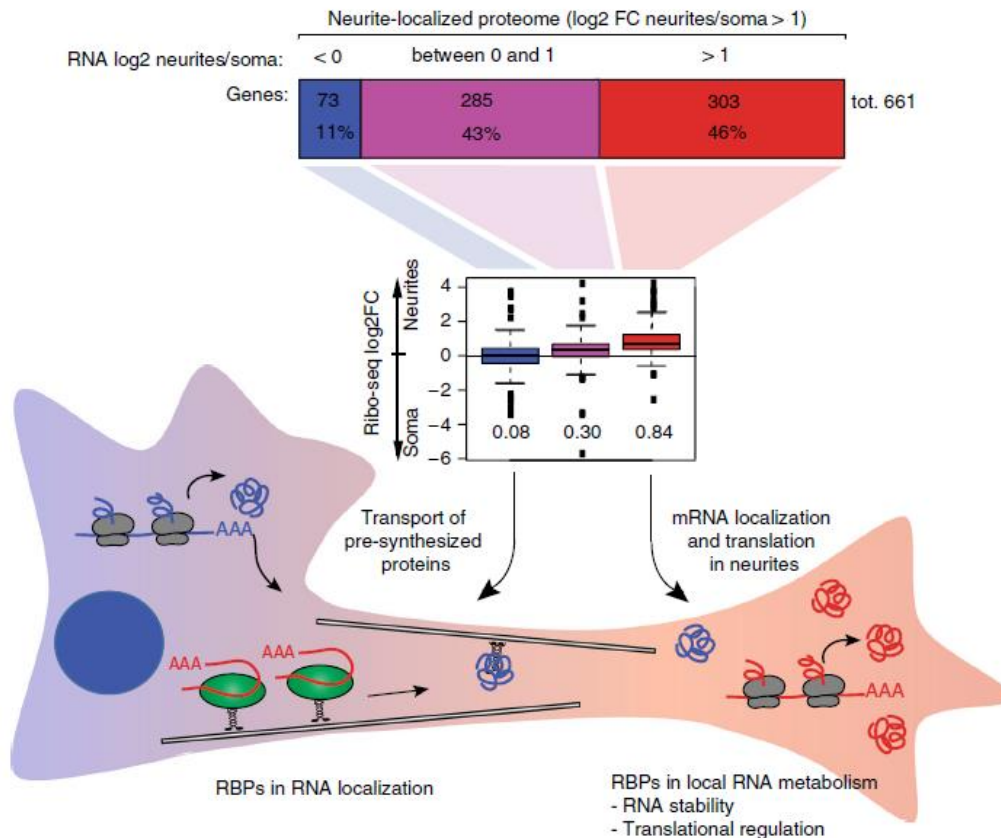 Neurite-localized proteome (log2 FC neurites/soma > 1)
RNA log2 neurites/soma: < 0 between 0 and 1 > 1
Genes: 73 285 303 tot. 661
11% 43% 46%
Ribo-seq log2FC
Neurites
Soma
4
2
0
−2
−4
−6
0.08 0.30 0.84
Transport of
pre-synthesized
proteins
mRNA localization
and translation
in neurites
AAA
AAA
AAA
AAA
RBPs in RNA localization
RBPs in local RNA metabolism
- RNA stability
- Translational regulation